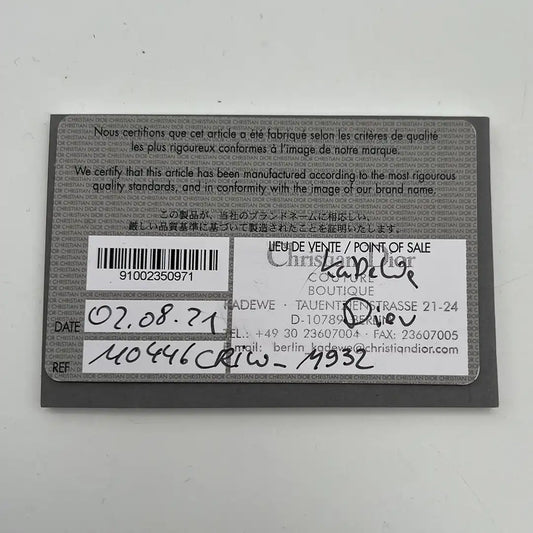 Nous certifions que cet article a été fabriqué selon les critères de qualité
les plus rigoureux conformes à l'image de notre marque.
We certify that this article has been manufactured according to the most rigourous
quality standards, and in conformity with the image of our brand name.
この製品が、当社のブランドネームに相応しい、
厳しい品質基準に基づいて製造されたことを証明いたします。
LIEU DE VENTE / POINT OF SALE
Christian Dior
KaDeWe
COUTURE
BOUTIQUE
KADEWE · TAUENTZIENSTRASSE 21-24
Dior
D-10789 BERLIN
TEL.: +49 30 23607004 · FAX: 23607005
email: berlin_kadewe@christiandior.com
91002350971
DATE 02.08.21
REF 110446CRIW_M932